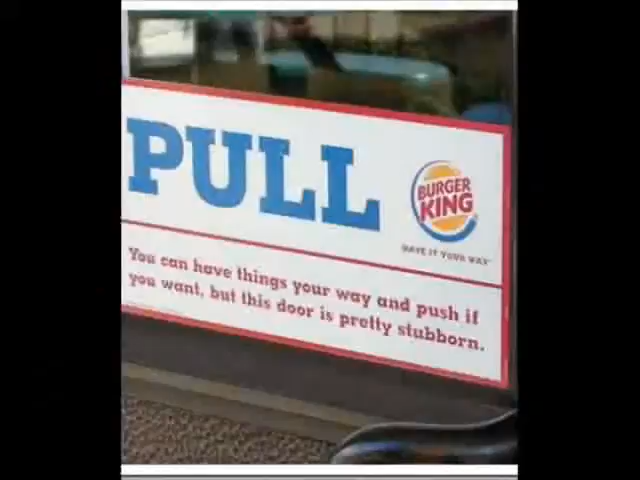 PULL
BURGER
KING
HAVE IT YOUR WAY
You can have things your way and push if
you want, but this door is pretty stubborn.